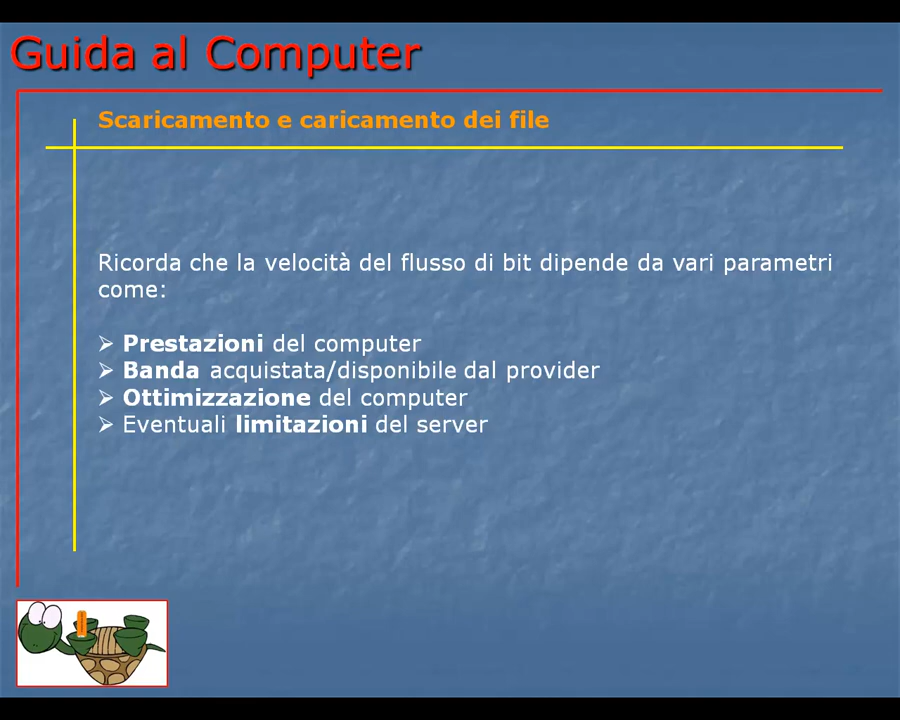 Guida al Computer
Scaricamento e caricamento dei file
Ricorda che la velocità del flusso di bit dipende da vari parametri
come:
➢ Prestazioni del computer
➢ Banda acquistata/disponibile dal provider
➢ Ottimizzazione del computer
➢ Eventuali limitazioni del server